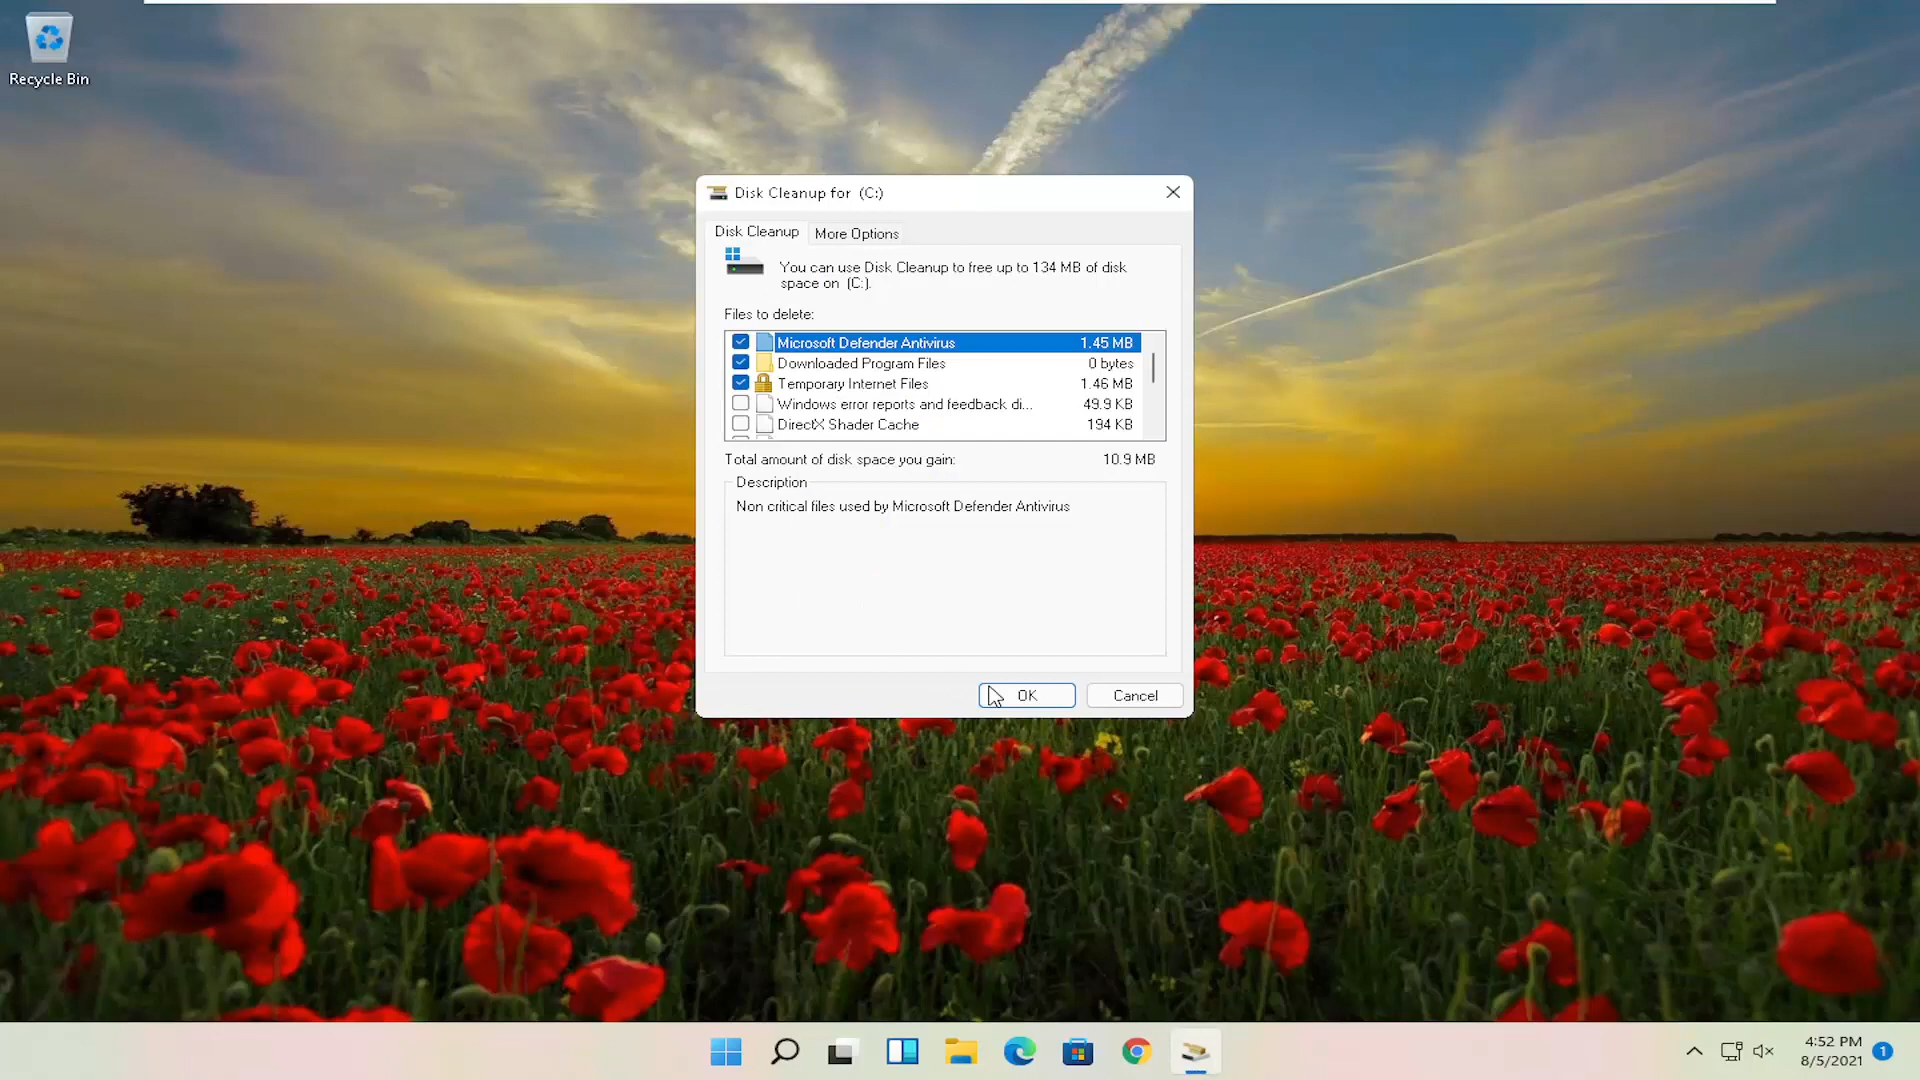 Recycle Bin
Disk Cleanup for (C:)
Disk Cleanup
More Options
You can use Disk Cleanup to free up to 134 MB of disk
space on (C:).
Files to delete:
Microsoft Defender Antivirus 1.45 MB
Downloaded Program Files 0 bytes
Temporary Internet Files 1.46 MB
Windows error reports and feedback di... 49.9 KB
DirectX Shader Cache 194 KB
Total amount of disk space you gain: 10.9 MB
Description
Non critical files used by Microsoft Defender Antivirus
OK
Cancel
4:52 PM
8/5/2021
1